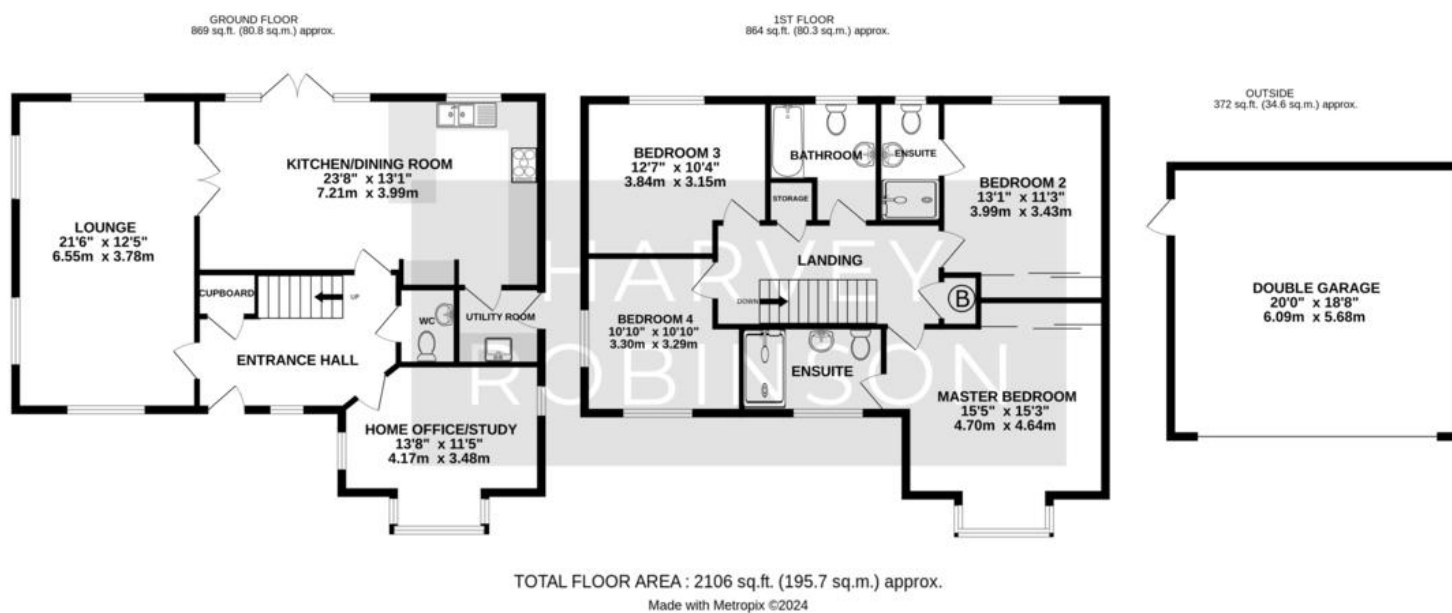 GROUND FLOOR
869 sq.ft. (80.8 sq.m.) approx.
1ST FLOOR
864 sq.ft. (80.3 sq.m.) approx.
OUTSIDE
372 sq.ft. (34.6 sq.m.) approx.
LOUNGE
21'6" x 12'5"
6.55m x 3.78m
KITCHEN/DINING ROOM
23'8" x 13'1"
7.21m x 3.99m
CUPBOARD
UP
WC
UTILITY ROOM
ENTRANCE HALL
HOME OFFICE/STUDY
13'8" x 11'5"
4.17m x 3.48m
BEDROOM 3
12'7" x 10'4"
3.84m x 3.15m
BATHROOM
ENSUITE
BEDROOM 2
13'1" x 11'3"
3.99m x 3.43m
STORAGE
LANDING
DOWN
B
BEDROOM 4
10'10" x 10'10"
3.30m x 3.29m
ENSUITE
MASTER BEDROOM
15'5" x 15'3"
4.70m x 4.64m
DOUBLE GARAGE
20'0" x 18'8"
6.09m x 5.68m
HARVEY
ROBINSON
TOTAL FLOOR AREA : 2106 sq.ft. (195.7 sq.m.) approx.
Made with Metropix ©2024